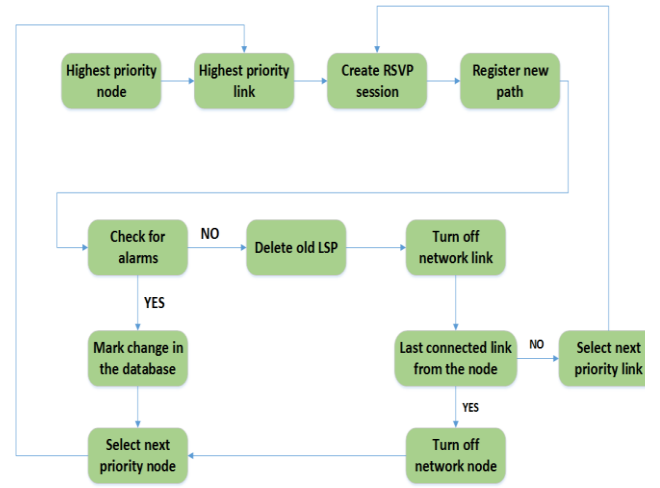 Highest priority
node
Highest priority
link
Create RSVP
session
Register new
path
Check for
alarms
NO
Delete old LSP
Turn off
network link
YES
Mark change in
the database
Last connected link
from the node
NO
Select next
priority link
YES
Select next
priority node
Turn off
network node